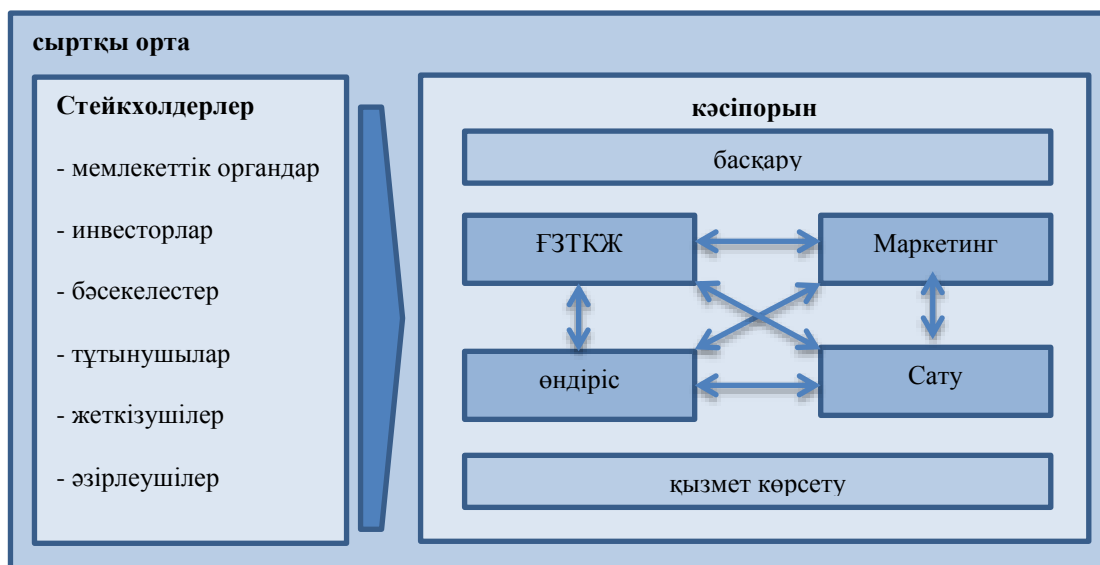 сыртқы орта
Стейкхолдерлер
- мемлекеттік органдар
- инвесторлар
- бәсекелестер
- тұтынушылар
- жеткізушілер
- әзірлеушілер
кәсіпорын
басқару
ҒЗТКЖ
Маркетинг
өндіріс
Сату
қызмет көрсету